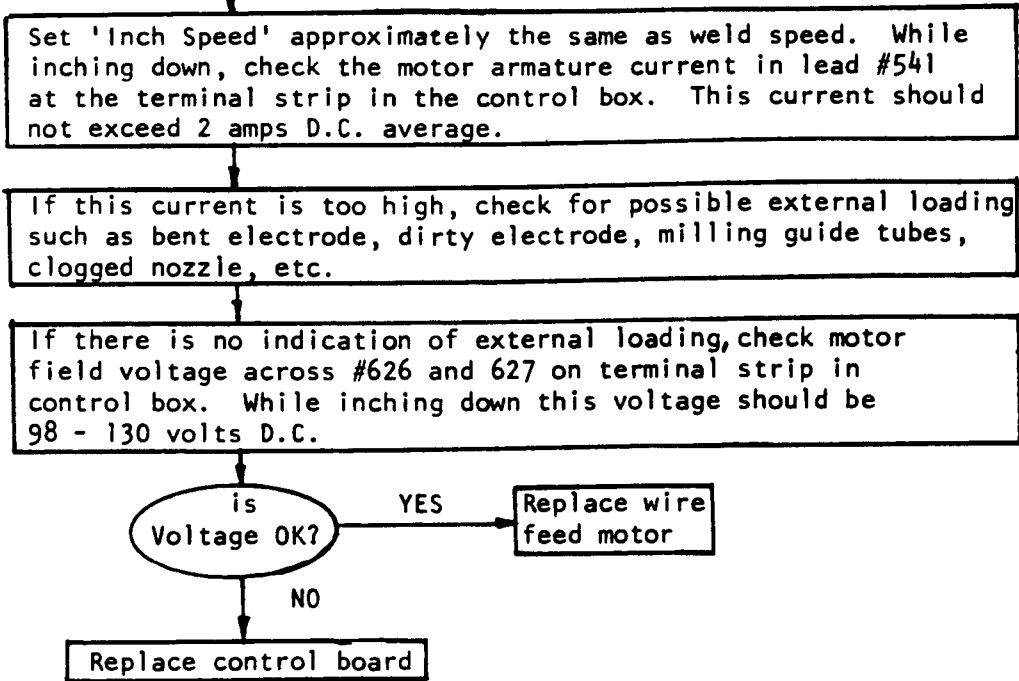 Set 'Inch Speed' approximately the same as weld speed. While
inching down, check the motor armature current in lead #541
at the terminal strip in the control box. This current should
not exceed 2 amps D.C. average.
If this current is too high, check for possible external loading
such as bent electrode, dirty electrode, milling guide tubes,
clogged nozzle, etc.
If there is no indication of external loading, check motor
field voltage across #626 and 627 on terminal strip in
control box. While inching down this voltage should be
98 - 130 volts D.C.
is
Voltage OK?
YES
Replace wire
feed motor
NO
Replace control board